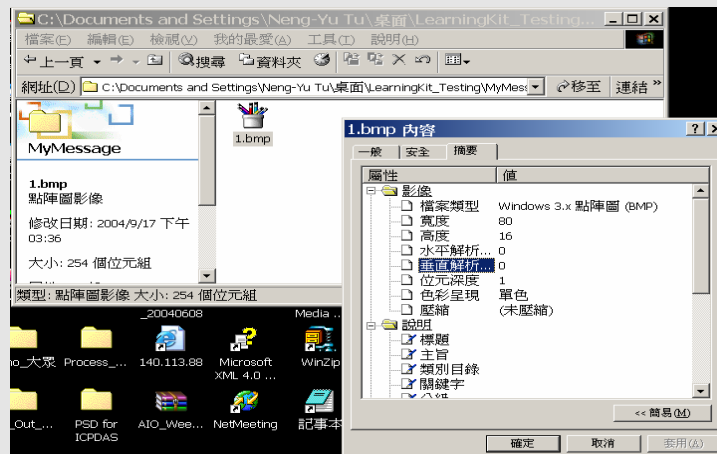 C:\Documents and Settings\Neng-Yu Tu\桌面\LearningKit_Testing...
檔案(F) 編輯(E) 檢視(V) 我的最愛(A) 工具(T) 說明(H)
上一頁 搜尋 資料夾
網址(D) C:\Documents and Settings\Neng-Yu Tu\桌面\LearningKit_Testing\MyMess 移至 連結 »
MyMessage
1.bmp
點陣圖影像
修改日期: 2004/9/17 下午
03:36
大小: 254 個位元組
1.bmp
類型: 點陣圖影像 大小: 254 個位元組
_20040608 Media ..
no_大眾 Process_... 140.113.88 Microsoft
XML 4.0 ... WinZip
_Out_... PSD for
ICPDAS AIO_Wee... NetMeeting 記事本
1.bmp 內容
一般 安全 摘要
屬性 值
影像
檔案類型 Windows 3.x 點陣圖 (BMP)
寬度 80
高度 16
水平解析... 0
垂直解析... 0
位元深度 1
色彩呈現 單色
壓縮 (未壓縮)
說明
標題
主旨
類別目錄
關鍵字
<< 簡易(M)
確定 取消 套用(A)